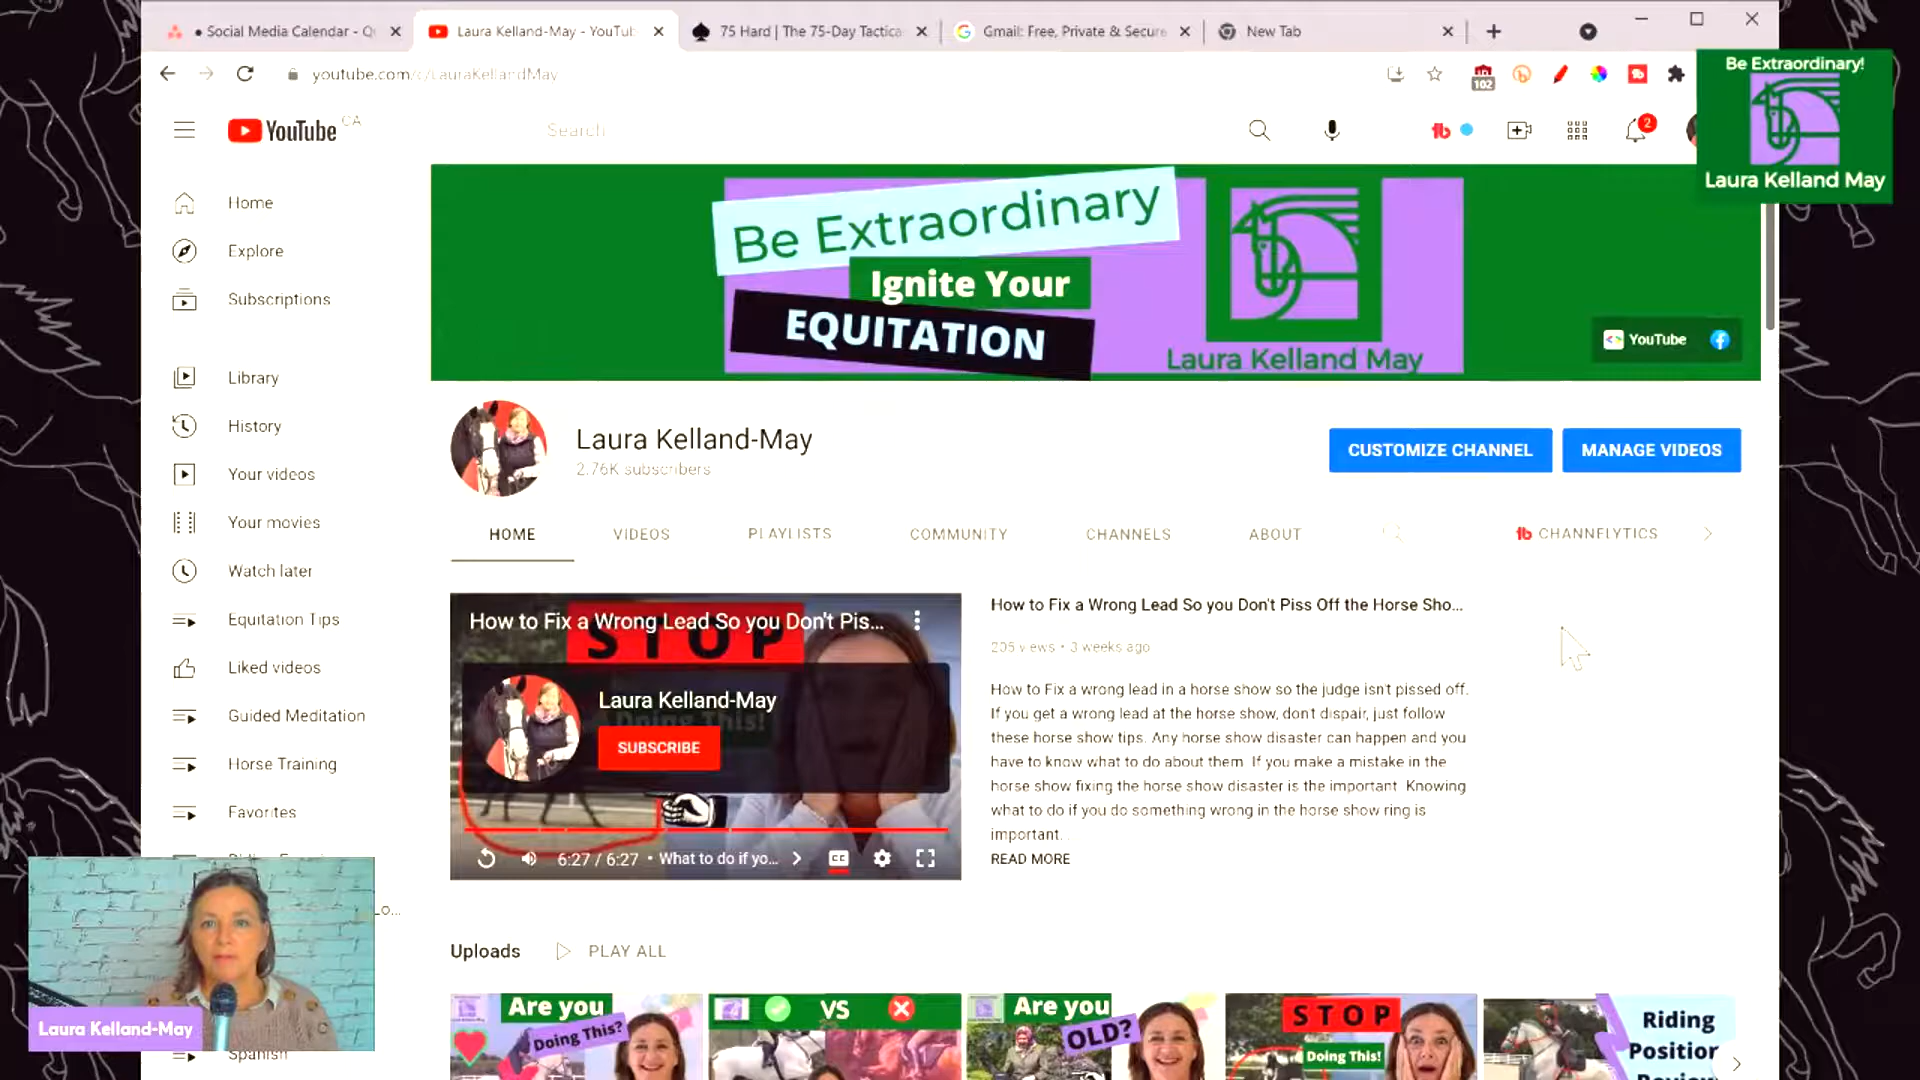 Social Media Calendar - Q
Laura Kelland-May - YouTub
75 Hard | The 75-Day Tactica
Gmail: Free, Private & Secure
New Tab
youtube.com/c/LauraKellandMay
102
Be Extraordinary!
Laura Kelland May
YouTube CA
Search
2
Home
Explore
Subscriptions
Library
History
Your videos
Your movies
Watch later
Equitation Tips
Liked videos
Guided Meditation
Horse Training
Favorites
Lo...
Spanish
Be Extraordinary
Ignite Your
EQUITATION
Laura Kelland May
YouTube
Laura Kelland-May
2.76K subscribers
CUSTOMIZE CHANNEL
MANAGE VIDEOS
HOME
VIDEOS
PLAYLISTS
COMMUNITY
CHANNELS
ABOUT
CHANNELYTICS
How to Fix a Wrong Lead So you Don't Pis...
STOP
Laura Kelland-May
Doing This!
SUBSCRIBE
6:27 / 6:27 • What to do if yo...
CC
How to Fix a Wrong Lead So you Don't Piss Off the Horse Sho...
205 views • 3 weeks ago
How to Fix a wrong lead in a horse show so the judge isn't pissed off.
If you get a wrong lead at the horse show, don't dispair, just follow
these horse show tips. Any horse show disaster can happen and you
have to know what to do about them. If you make a mistake in the
horse show fixing the horse show disaster is the important. Knowing
what to do if you do something wrong in the horse show ring is
important.
READ MORE
Uploads
PLAY ALL
Are you
Doing This?
VS
Are you
OLD?
STOP
Doing This!
Riding
Position
Review
Laura Kelland-May